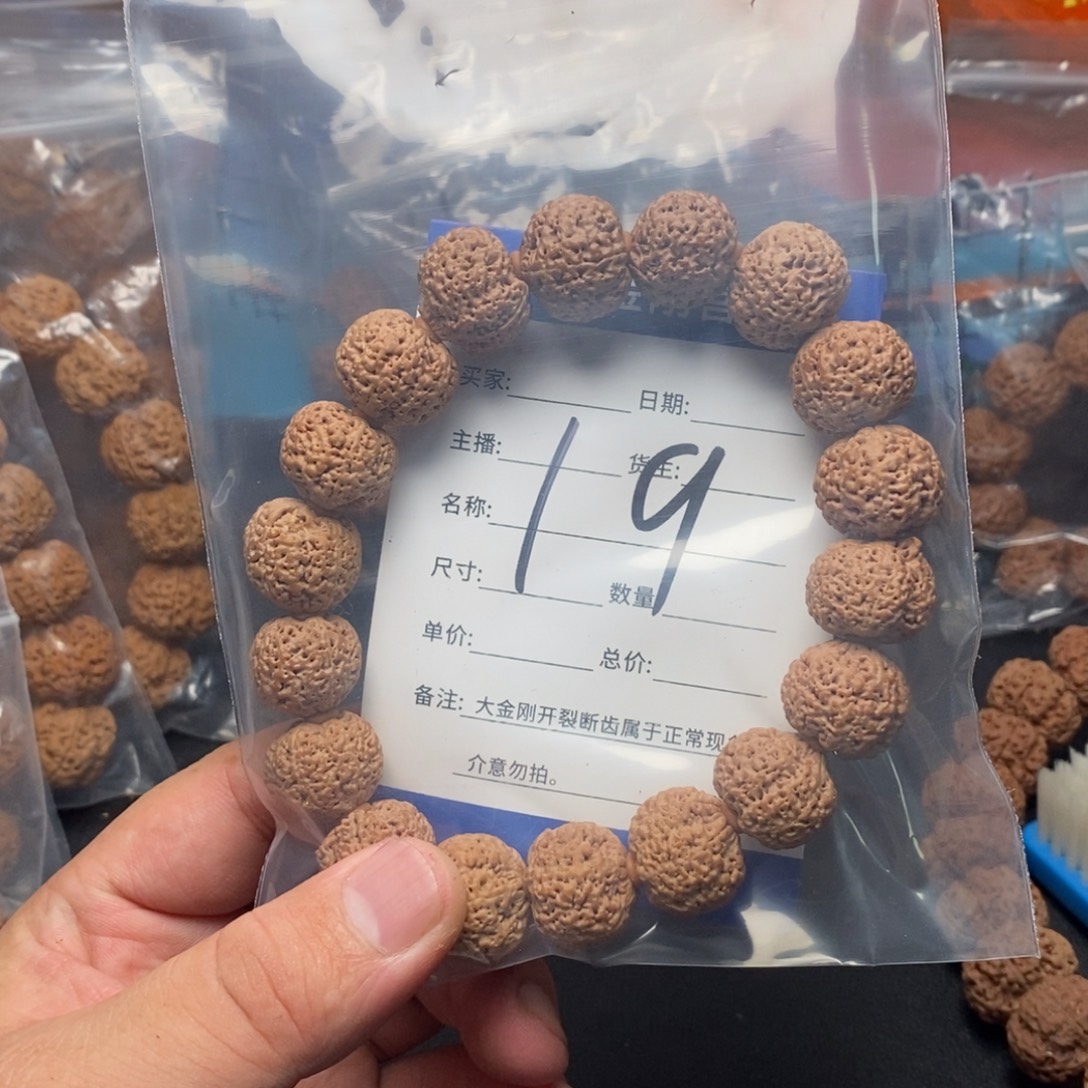 买家: 日期:
主播: 货主:
19
名称:
尺寸: 数量
单价: 总价:
备注: 大金刚开裂断齿属于正常现
介意勿拍。